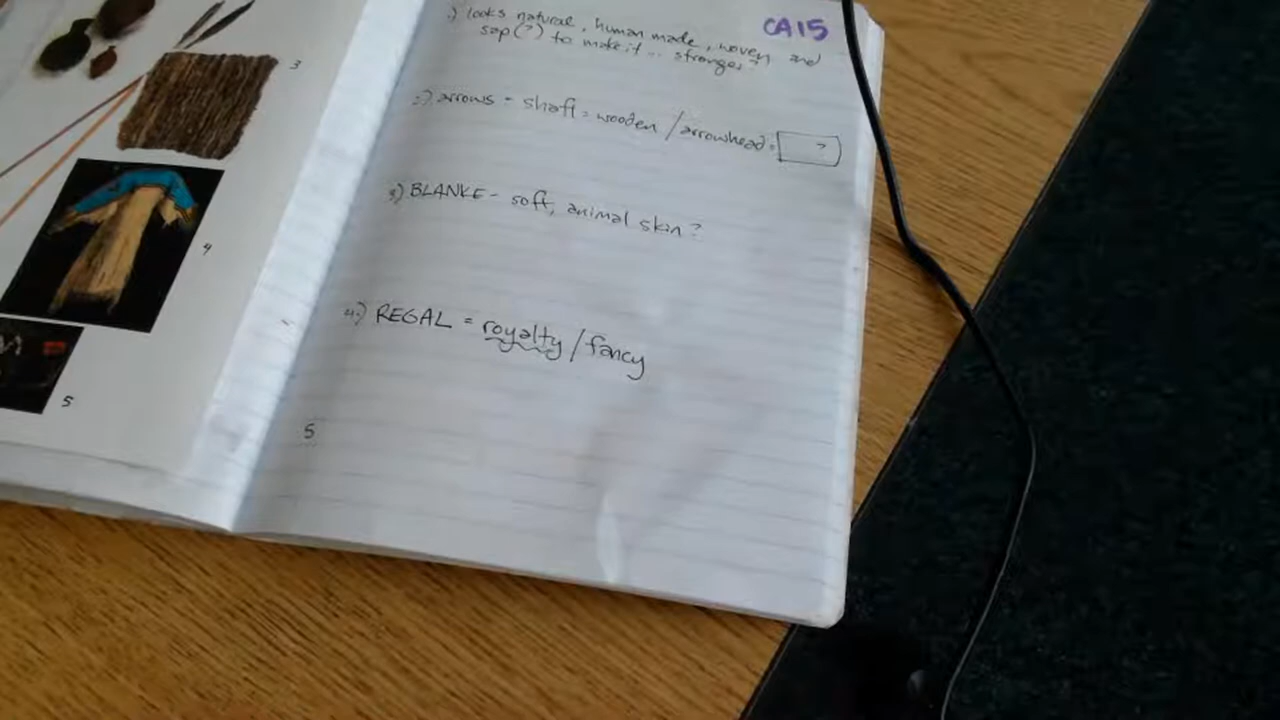 CA15
1.) looks natural, human made, woven and
sap(?) to make it... stronger?
2.) arrows - shaft = wooden / arrowhead = ?
3) BLANKE - soft, animal skin?
4.) REGAL = royalty / fancy
5
3
4
5